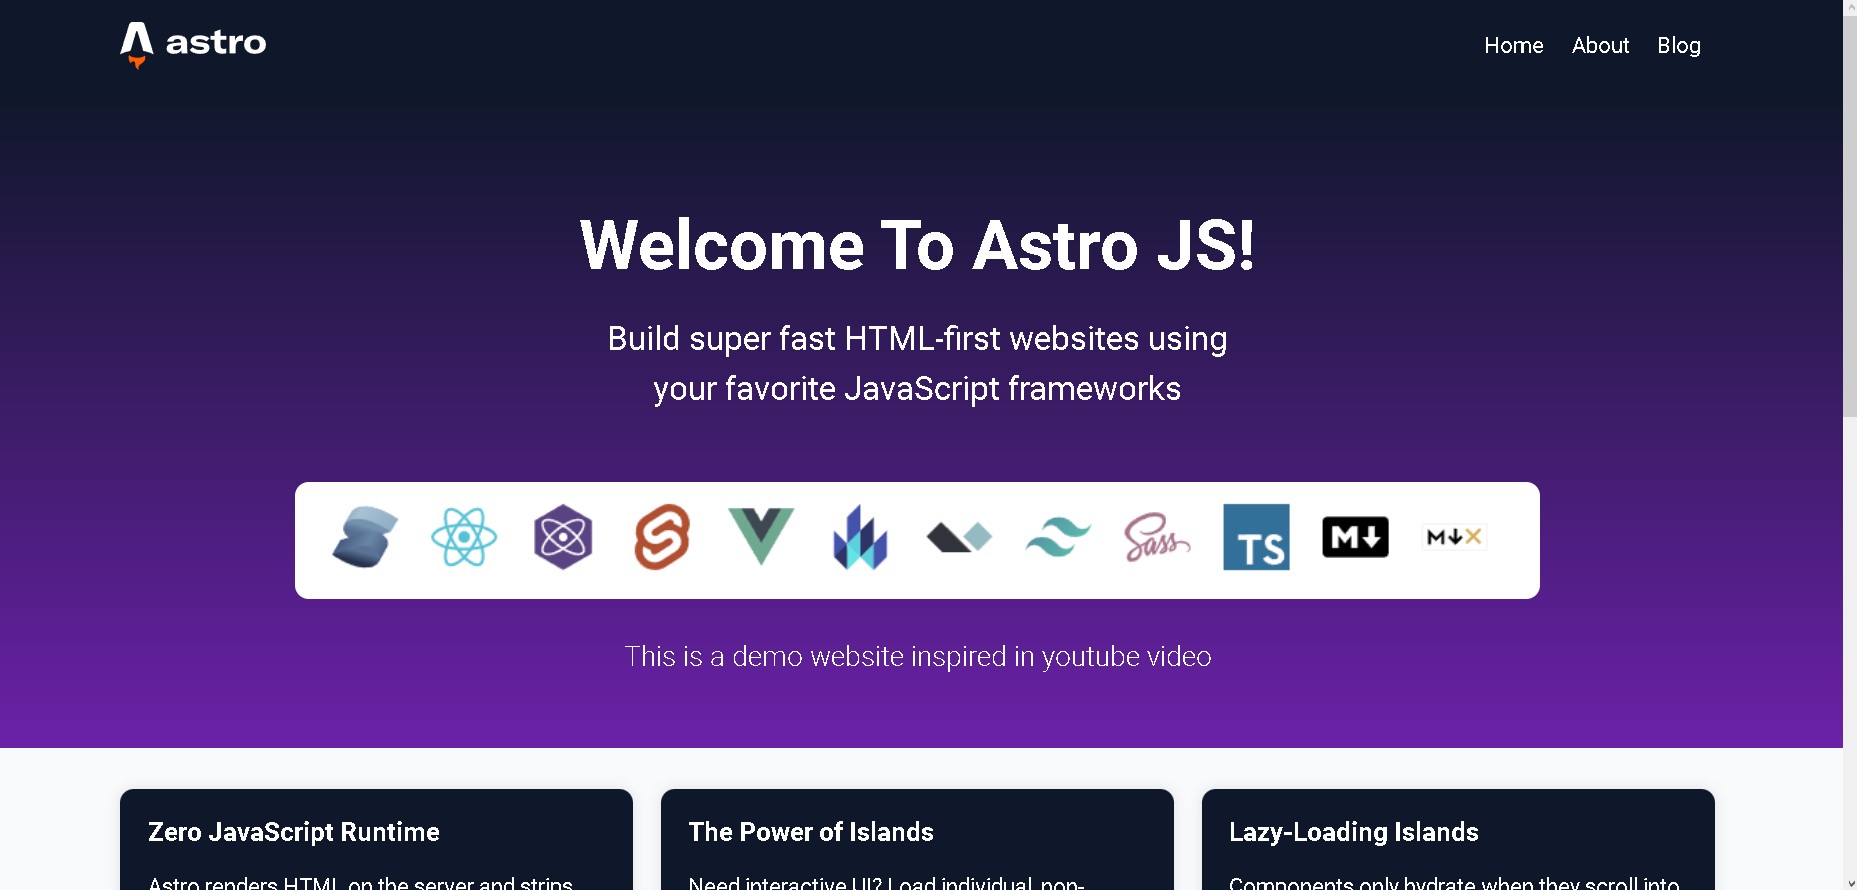 astro
Home About Blog
Welcome To Astro JS!
Build super fast HTML-first websites using
your favorite JavaScript frameworks
Sass
TS
M
M X
This is a demo website inspired in youtube video
Zero JavaScript Runtime
The Power of Islands
Lazy-Loading Islands
Astro renders HTML on the server and strips
Need interactive UI? Load individual, non-
Components only hydrate when they scroll into